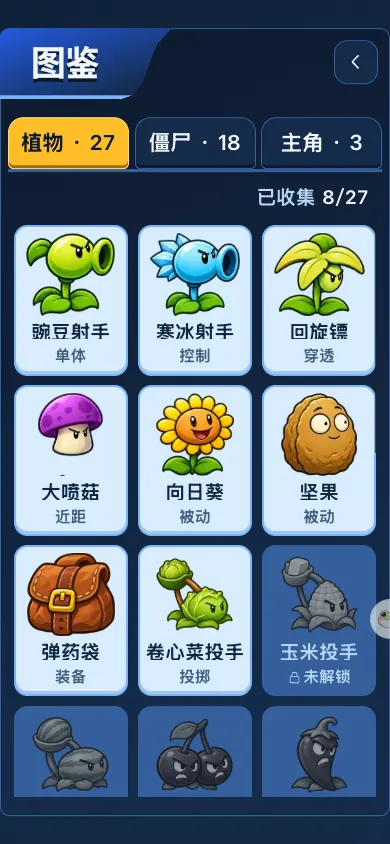 图鉴
植物 · 27
僵尸 · 18
主角 · 3
已收集 8/27
豌豆射手
寒冰射手
回旋镖
单体
控制
穿透
大喷菇
向日葵
坚果
近距
被动
被动
弹药袋
卷心菜投手
玉米投手
装备
投掷
未解锁